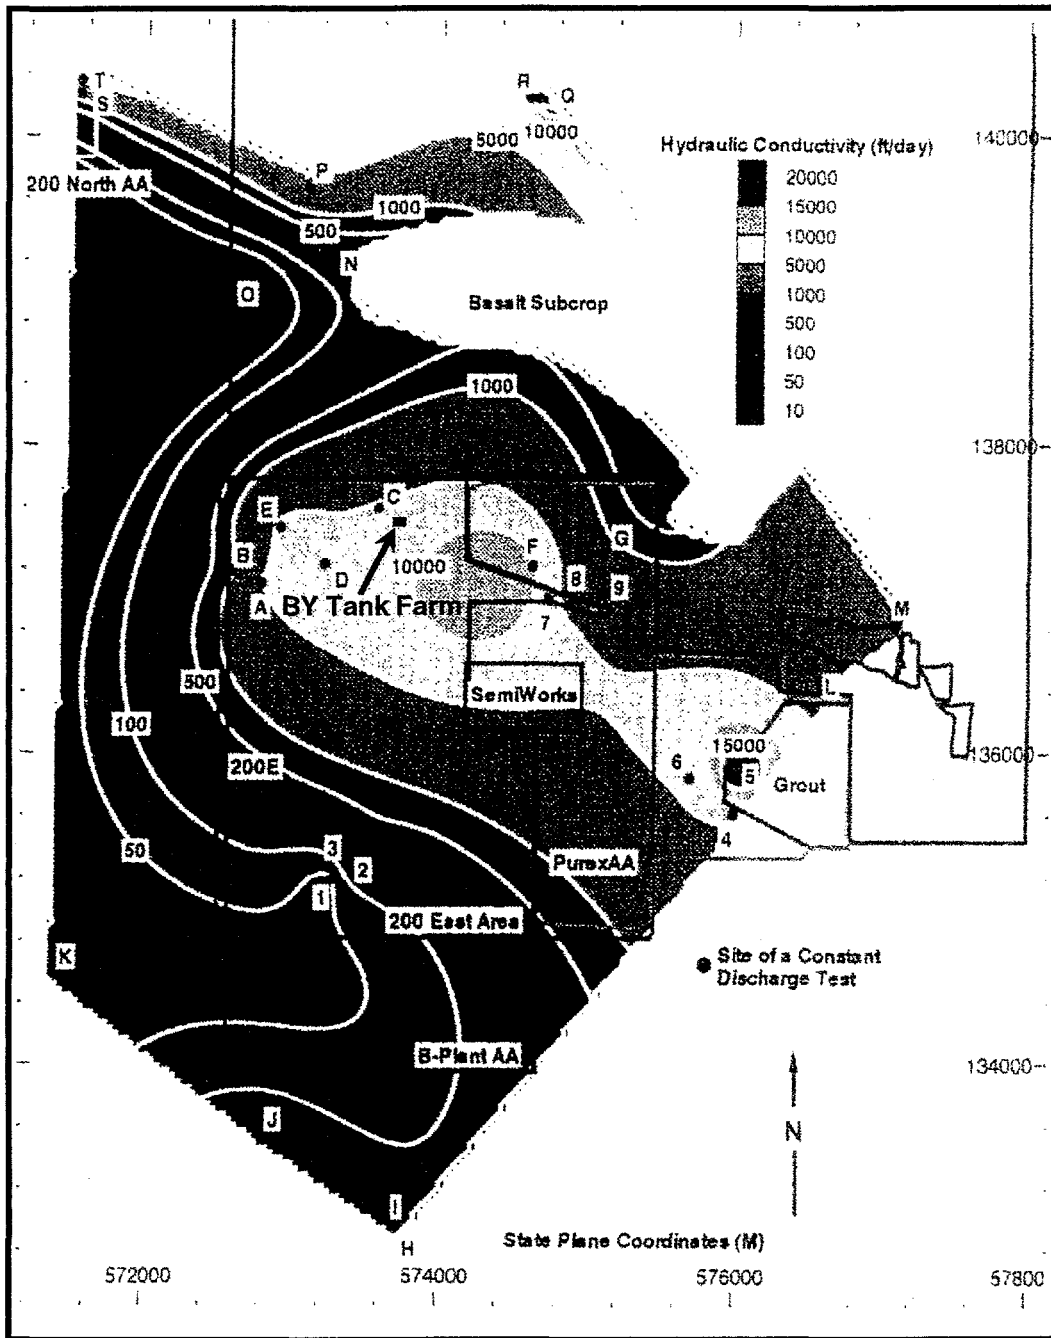 T
S
R
Q
10000
5000
140000
Hydraulic Conductivity (ft/day)
20000
15000
10000
5000
1000
500
100
50
10
P
200 North AA
1000
500
N
O
Basalt Subcrop
1000
138000
C
E
G
B
F
10000
D
8
9
A
BY Tank Farm
7
M
500
SemiWorks
L
100
15000
136000
200E
6
5
Grout
4
50
3
2
PurexAA
1
200 East Area
K
Site of a Constant
Discharge Test
B-Plant AA
134000
J
N
I
H
State Plane Coordinates (M)
572000
574000
576000
57800